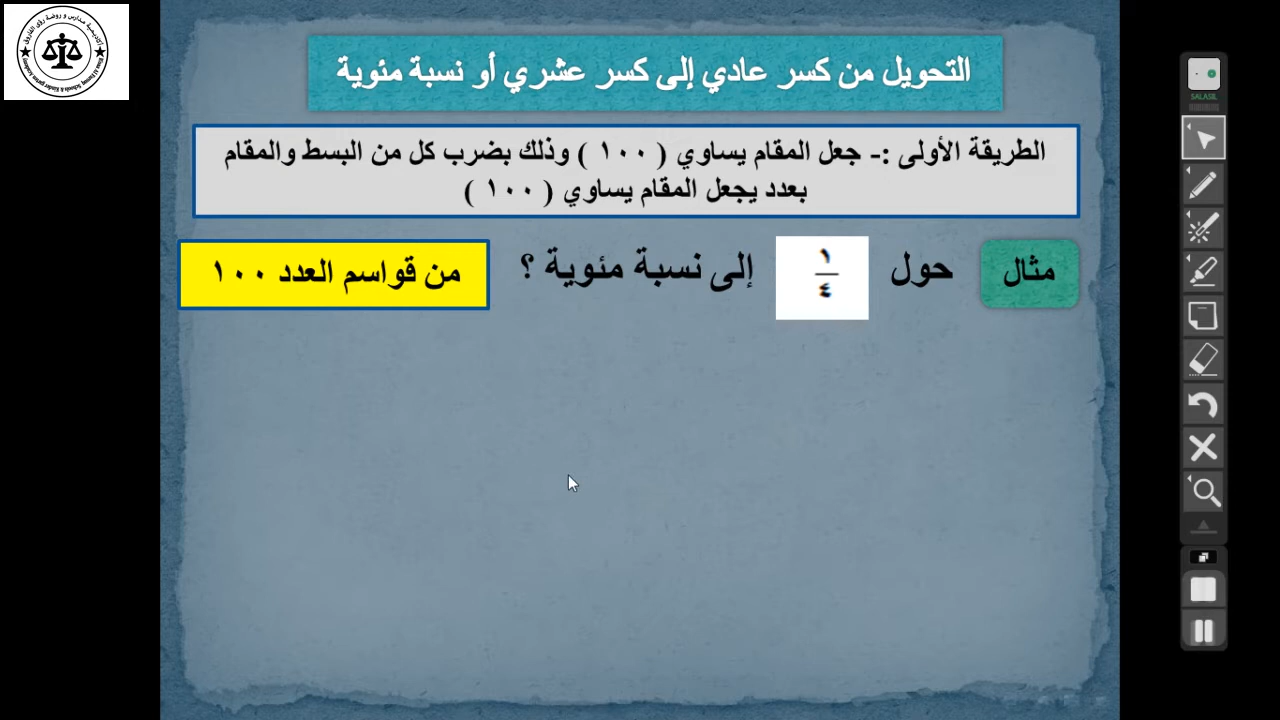 التحويل من كسر عادي إلى كسر عشري أو نسبة مئوية
الطريقة الأولى :- جعل المقام يساوي ( ١٠٠ ) وذلك بضرب كل من البسط والمقام
بعدد يجعل المقام يساوي ( ١٠٠ )
مثال حول ١/٤ إلى نسبة مئوية ؟ من قواسم العدد ١٠٠
SALASIL